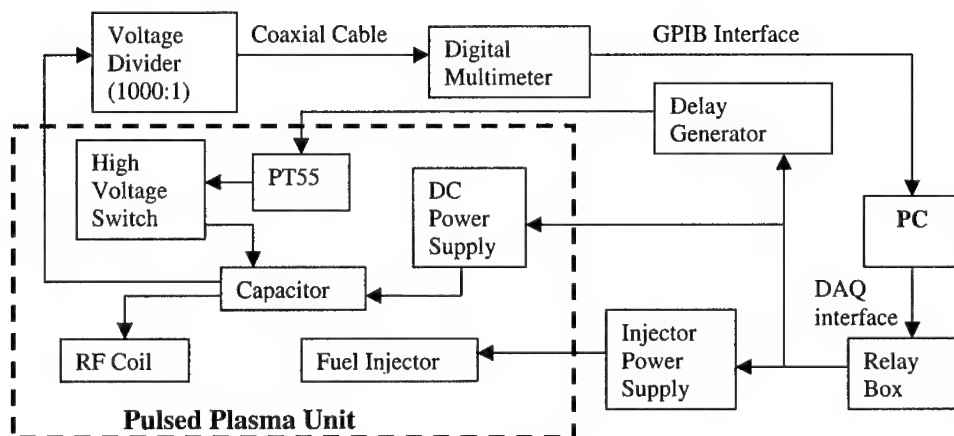 Voltage
Divider
(1000:1)
Coaxial Cable
Digital
Multimeter
GPIB Interface
Delay
Generator
High
Voltage
Switch
PT55
DC
Power
Supply
PC
Capacitor
DAQ
interface
RF Coil
Fuel Injector
Injector
Power
Supply
Relay
Box
Pulsed Plasma Unit